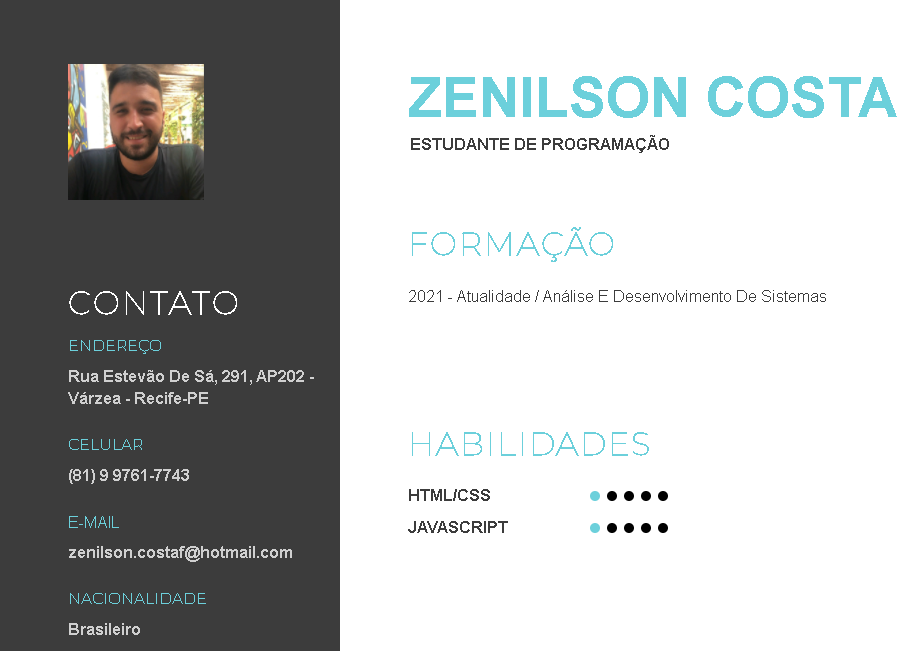 ZENILSON COSTA
ESTUDANTE DE PROGRAMAÇÃO
CONTATO
ENDEREÇO
Rua Estevão De Sá, 291, AP202 -
Várzea - Recife-PE
CELULAR
(81) 9 9761-7743
E-MAIL
zenilson.costaf@hotmail.com
NACIONALIDADE
Brasileiro
FORMAÇÃO
2021 - Atualidade / Análise E Desenvolvimento De Sistemas
HABILIDADES
HTML/CSS
JAVASCRIPT